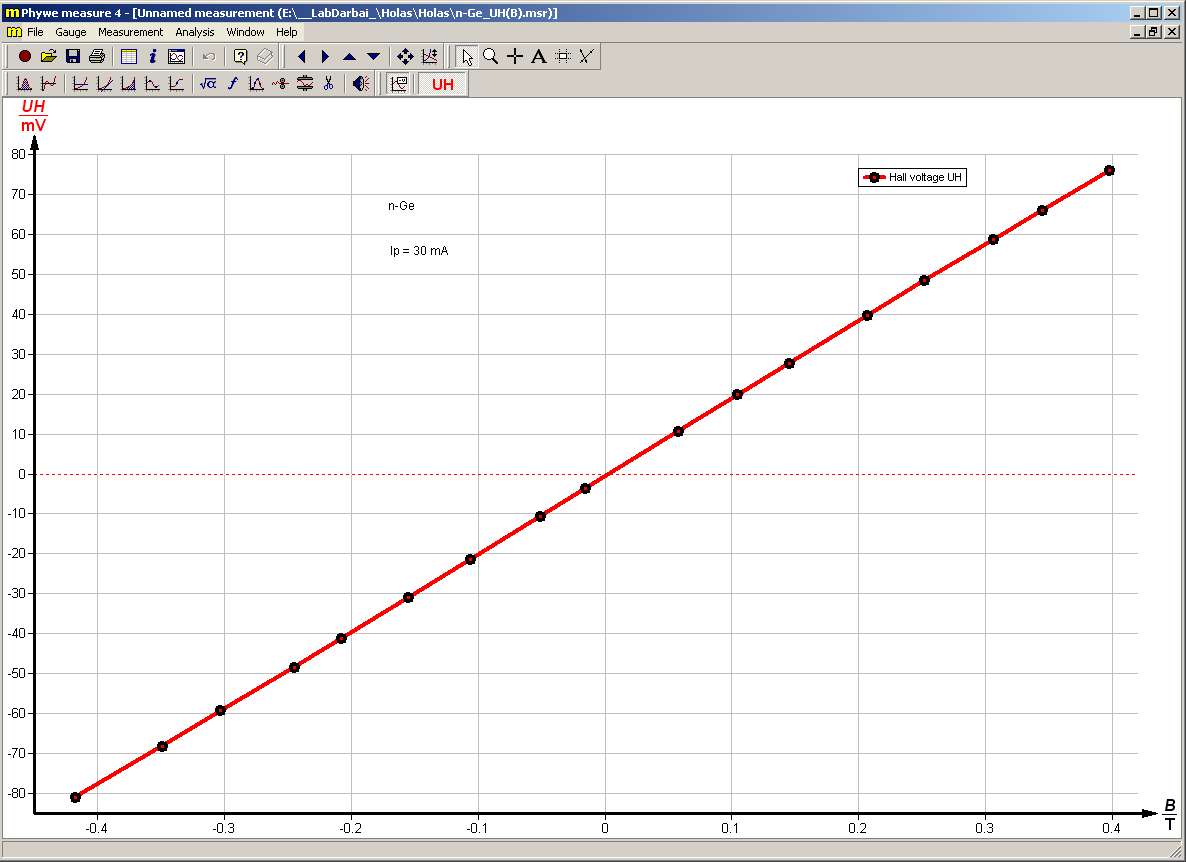 Phywe measure 4 - [Unnamed measurement (E:\__LabDarbai_\Holas\Holas\n-Ge_UH(B).msr)]
File Gauge Measurement Analysis Window Help
UH
UH
mV
80
70
60
50
40
30
20
10
0
-10
-20
-30
-40
-50
-60
-70
-80
n-Ge
Ip = 30 mA
Hall voltage UH
-0.4 -0.3 -0.2 -0.1 0 0.1 0.2 0.3 0.4
B
T